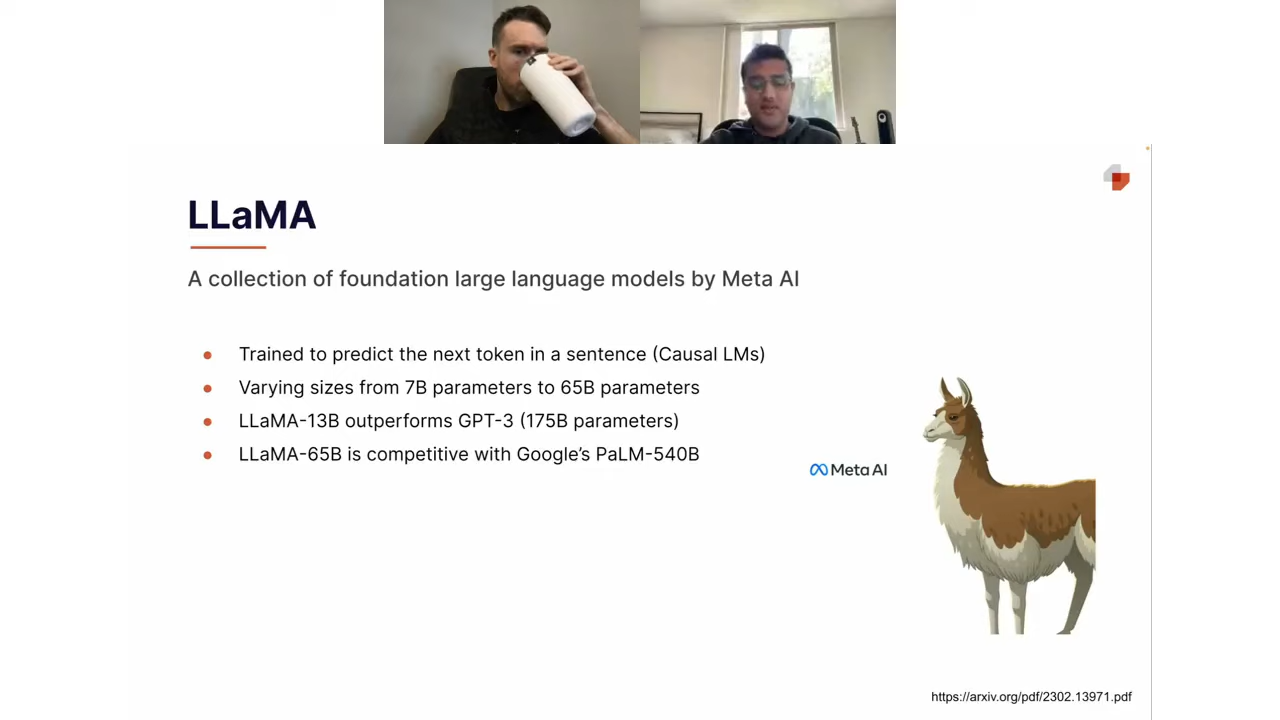 LLaMA
A collection of foundation large language models by Meta AI
Trained to predict the next token in a sentence (Causal LMs)
Varying sizes from 7B parameters to 65B parameters
LLaMA-13B outperforms GPT-3 (175B parameters)
LLaMA-65B is competitive with Google’s PaLM-540B
Meta AI
https://arxiv.org/pdf/2302.13971.pdf